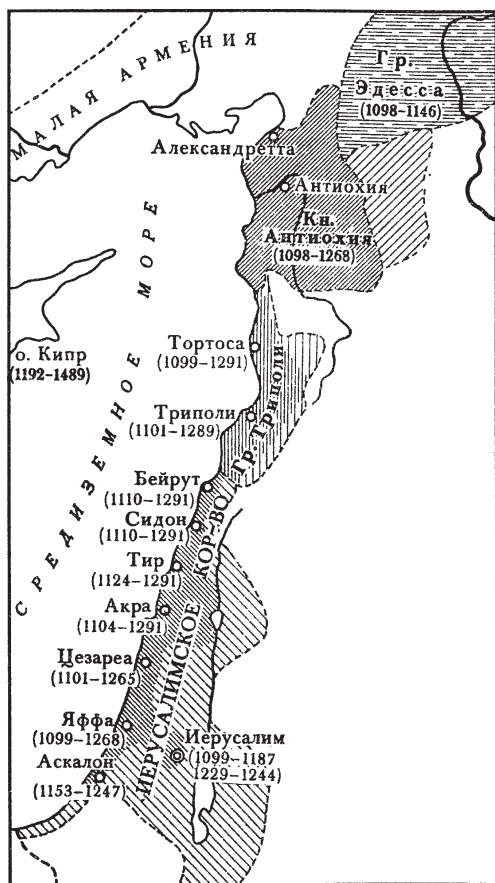 МАЛАЯ АРМЕНИЯ
Гр.
Эдесса
(1098–1146)
Александретта
Антиохия
Кн.
Антиохия
(1098–1268)
СРЕДИЗЕМНОЕ МОРЕ
о. Кипр
(1192–1489)
Тортоса
(1099–1291)
Триполи
(1101–1289)
Гр. Триполи
Бейрут
(1110–1291)
Сидон
(1110–1291)
Тир
(1124–1291)
Акра
(1104–1291)
Цезареа
(1101–1265)
ИЕРУСАЛИМСКОЕ КОР-ВО
Яффа
(1099–1268)
Иерусалим
(1099–1187
1229–1244)
Аскалон
(1153–1247)